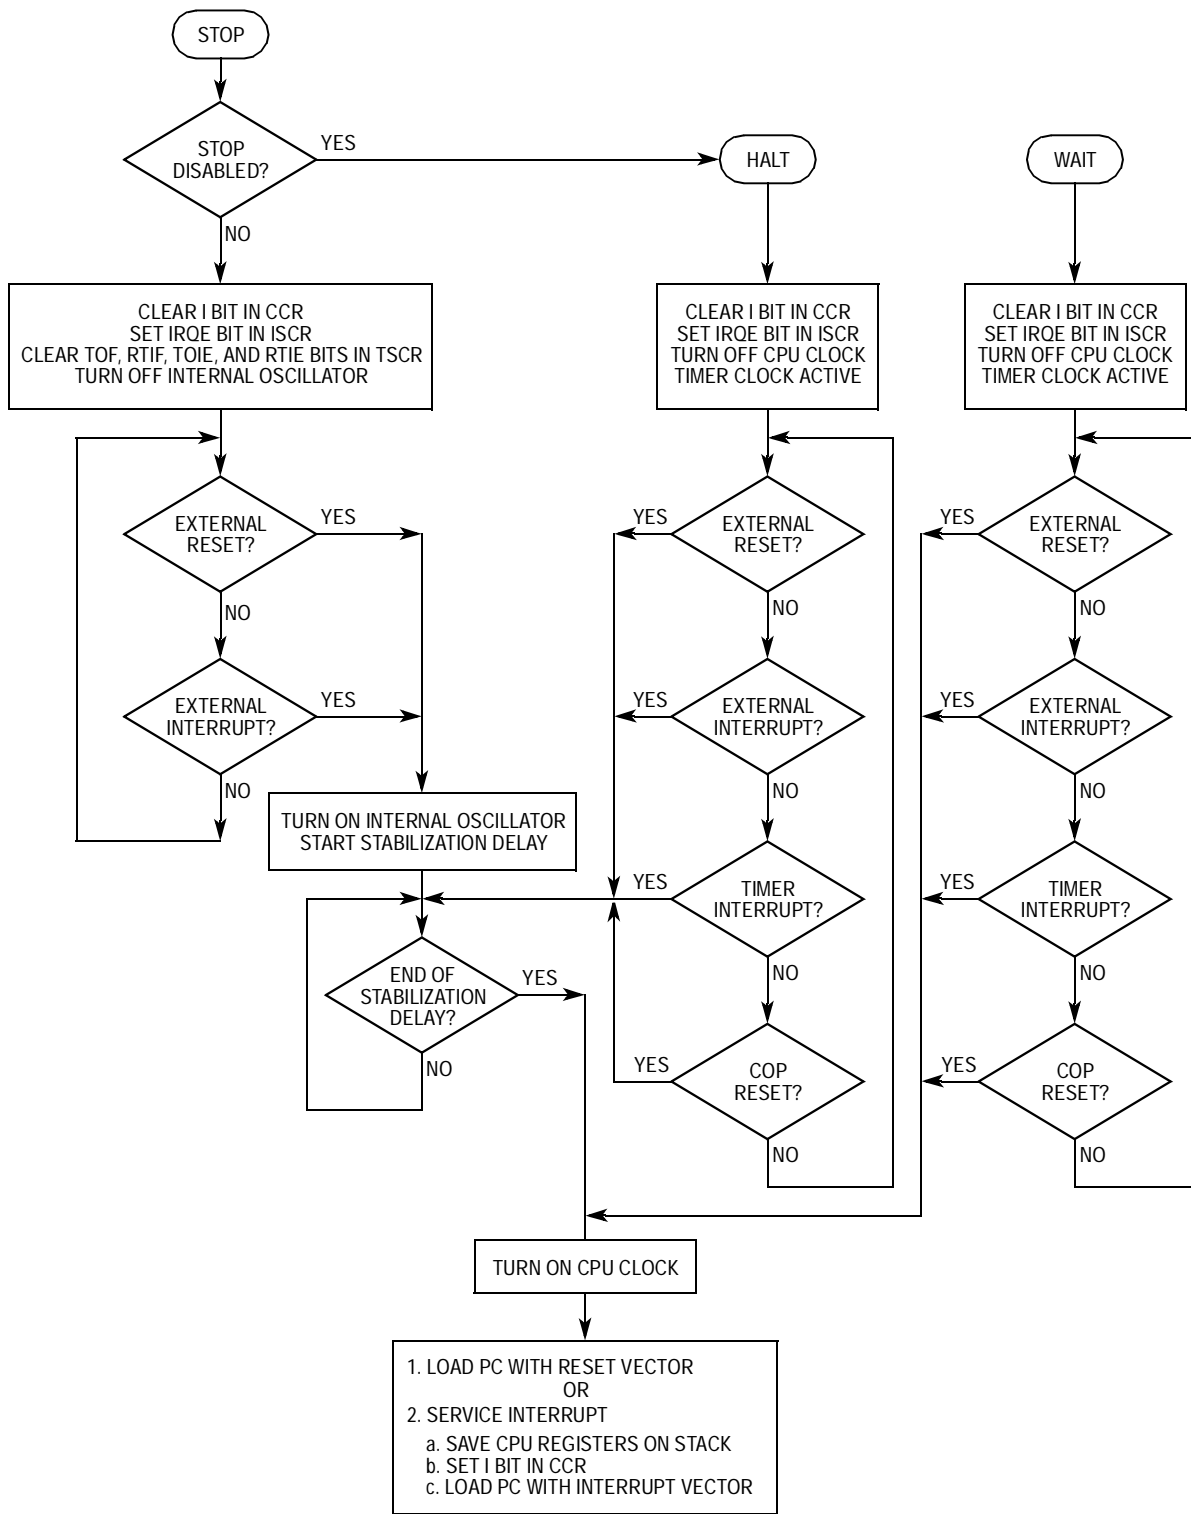 STOP
STOP
DISABLED?
YES
NO
HALT
WAIT
CLEAR I BIT IN CCR
SET IRQE BIT IN ISCR
CLEAR TOF, RTIF, TOIE, AND RTIE BITS IN TSCR
TURN OFF INTERNAL OSCILLATOR
CLEAR I BIT IN CCR
SET IRQE BIT IN ISCR
TURN OFF CPU CLOCK
TIMER CLOCK ACTIVE
CLEAR I BIT IN CCR
SET IRQE BIT IN ISCR
TURN OFF CPU CLOCK
TIMER CLOCK ACTIVE
EXTERNAL
RESET?
YES
NO
EXTERNAL
INTERRUPT?
YES
NO
TURN ON INTERNAL OSCILLATOR
START STABILIZATION DELAY
END OF
STABILIZATION
DELAY?
YES
NO
YES
EXTERNAL
RESET?
NO
YES
EXTERNAL
INTERRUPT?
NO
YES
TIMER
INTERRUPT?
NO
YES
COP
RESET?
NO
YES
EXTERNAL
RESET?
NO
YES
EXTERNAL
INTERRUPT?
NO
YES
TIMER
INTERRUPT?
NO
YES
COP
RESET?
NO
TURN ON CPU CLOCK
1. LOAD PC WITH RESET VECTOR
OR
2. SERVICE INTERRUPT
a. SAVE CPU REGISTERS ON STACK
b. SET I BIT IN CCR
c. LOAD PC WITH INTERRUPT VECTOR